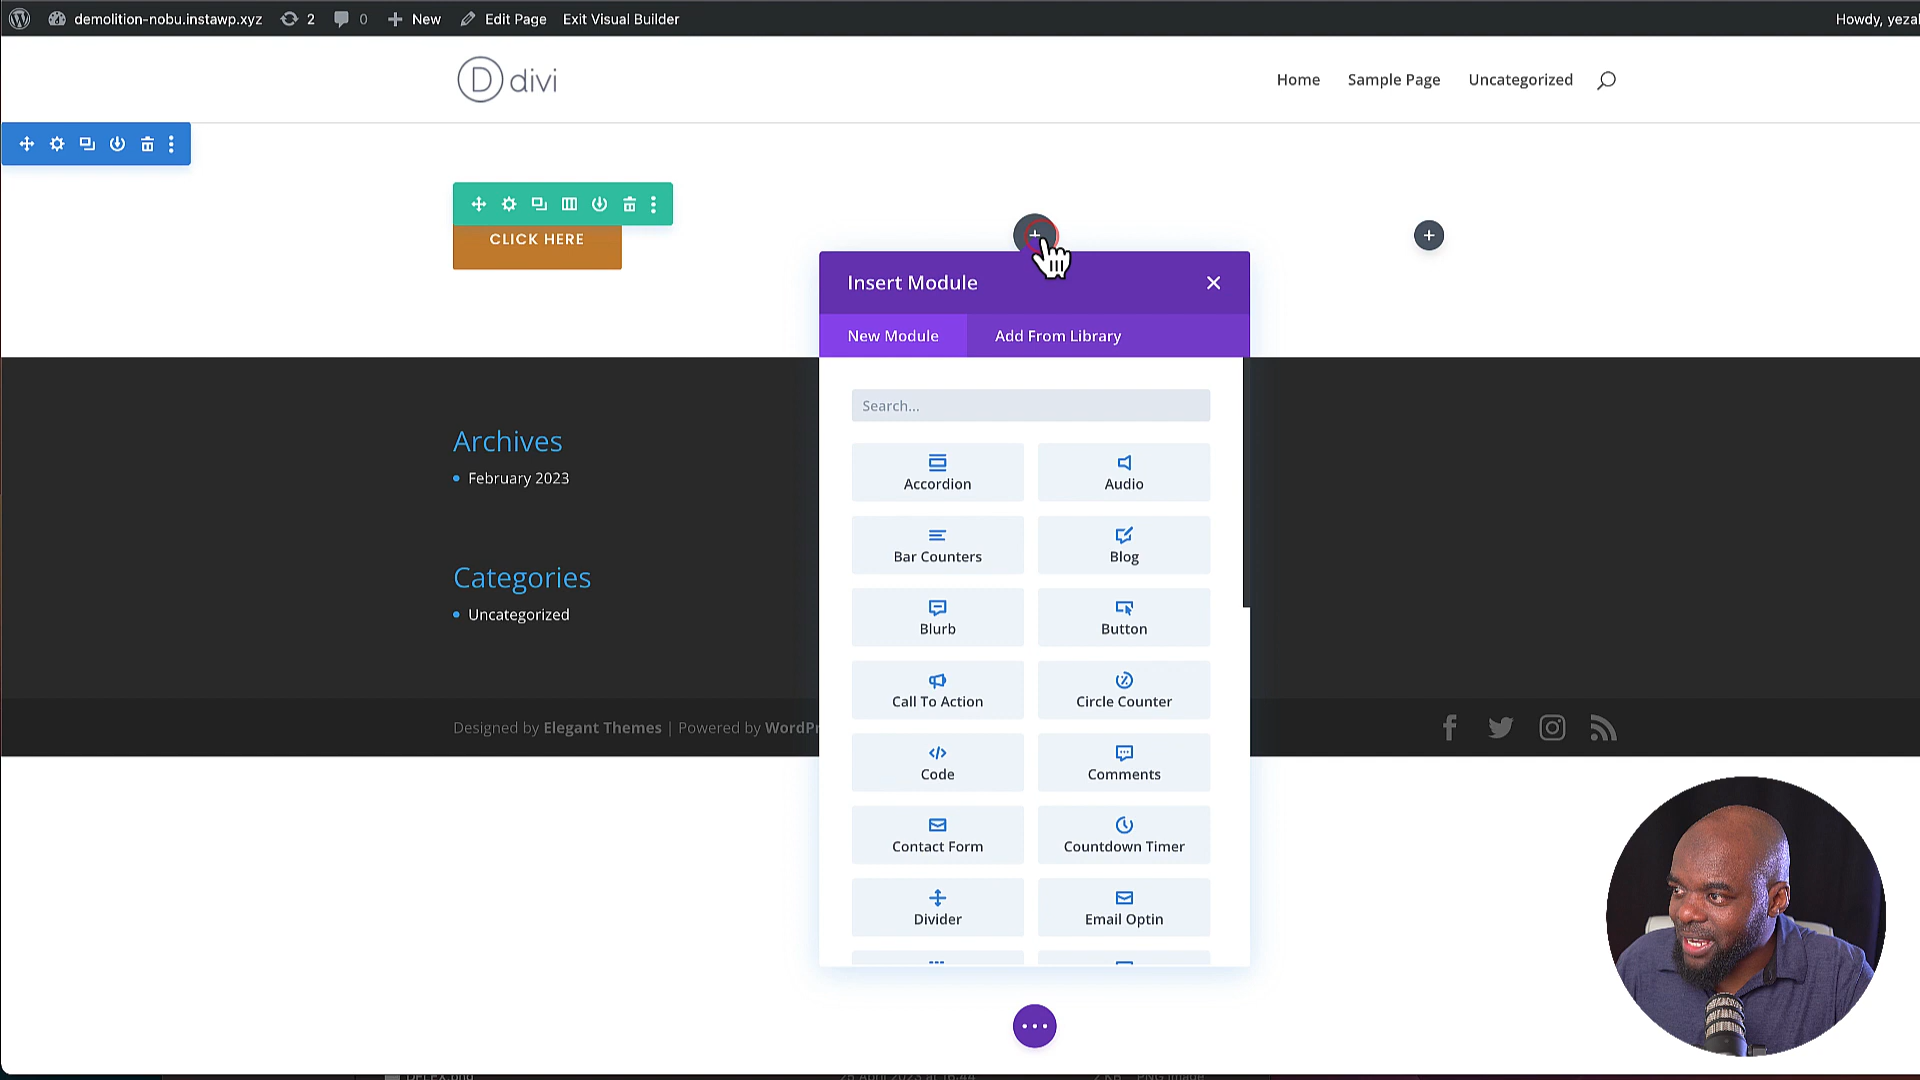 demolition-nobu.instawp.xyz 2 0 New Edit Page Exit Visual Builder Howdy, yezal
D divi
Home Sample Page Uncategorized
CLICK HERE
Insert Module
New Module Add From Library
Search...
Accordion Audio
Bar Counters Blog
Blurb Button
Call To Action Circle Counter
Code Comments
Contact Form Countdown Timer
Divider Email Optin
Archives
February 2023
Categories
Uncategorized
Designed by Elegant Themes | Powered by WordPr